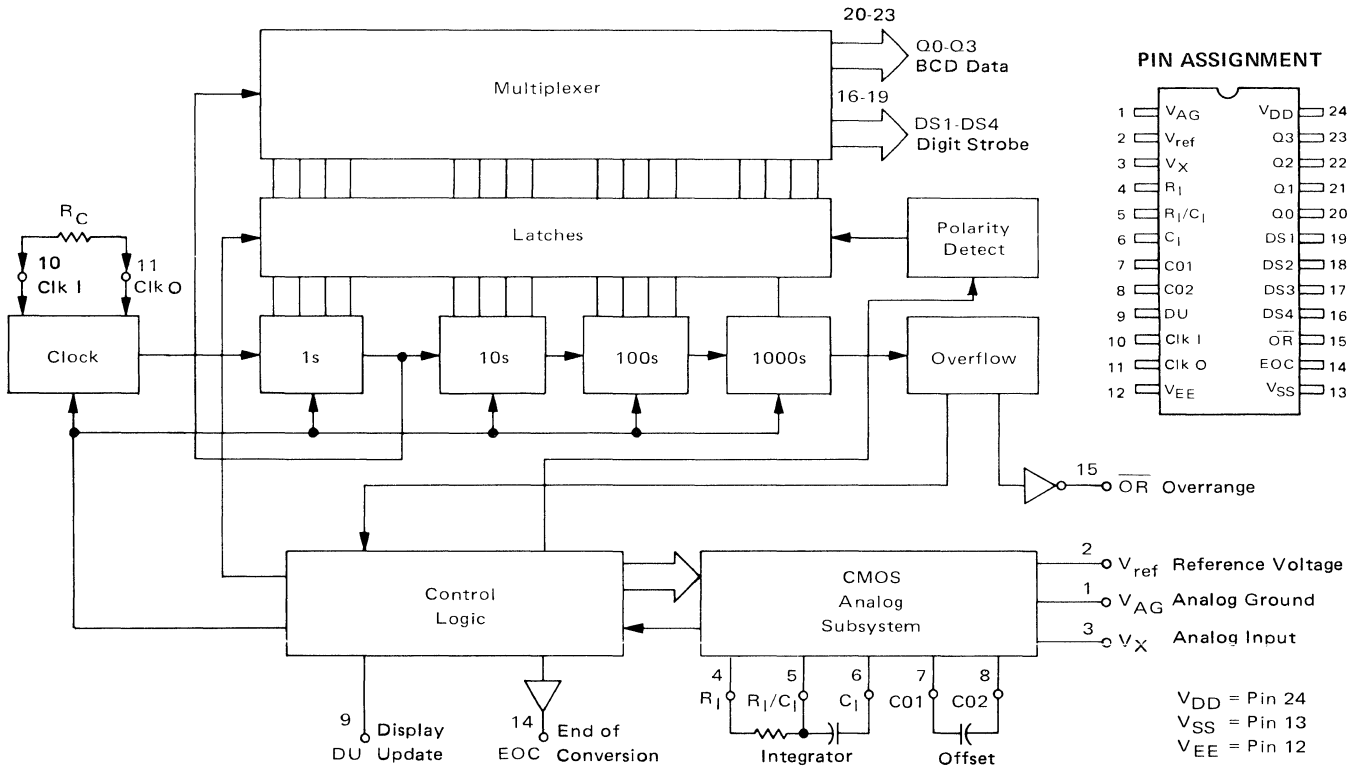 20-23
Q0-Q3
BCD Data
Multiplexer
16-19
DS1-DS4
Digit Strobe
Latches
Polarity
Detect
R_C
10
Clk I
11
Clk O
Clock
1s
10s
100s
1000s
Overflow
15
O̅R̅ Overrange
Control
Logic
CMOS
Analog
Subsystem
2
V_ref Reference Voltage
1
V_AG Analog Ground
3
V_X Analog Input
9
DU
Display
Update
14
EOC
End of
Conversion
4
R_I
5
R_I/C_I
6
C_I
7
C01
8
C02
Integrator
Offset
PIN ASSIGNMENT
1 V_AG V_DD 24
2 V_ref Q3 23
3 V_X Q2 22
4 R_I Q1 21
5 R_I/C_I Q0 20
6 C_I DS1 19
7 C01 DS2 18
8 C02 DS3 17
9 DU DS4 16
10 Clk I O̅R̅ 15
11 Clk O EOC 14
12 V_EE V_SS 13
V_DD = Pin 24
V_SS = Pin 13
V_EE = Pin 12